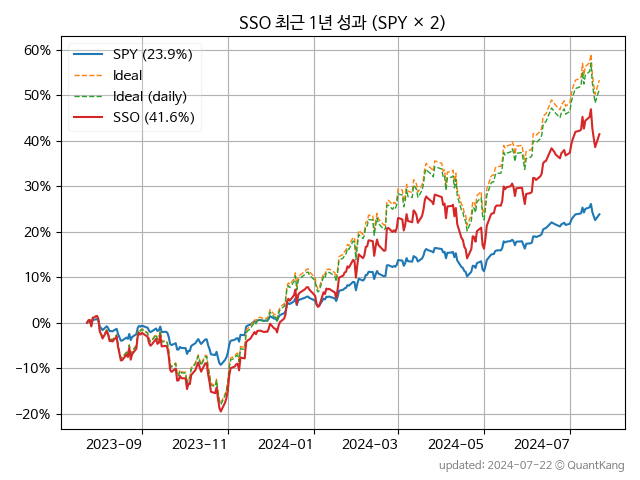 SSO 최근 1년 성과 (SPY × 2)
60%
50%
40%
30%
20%
10%
0%
−10%
−20%
SPY (23.9%)
Ideal
Ideal (daily)
SSO (41.6%)
2023-09
2023-11
2024-01
2024-03
2024-05
2024-07
updated: 2024-07-22 © QuantKang